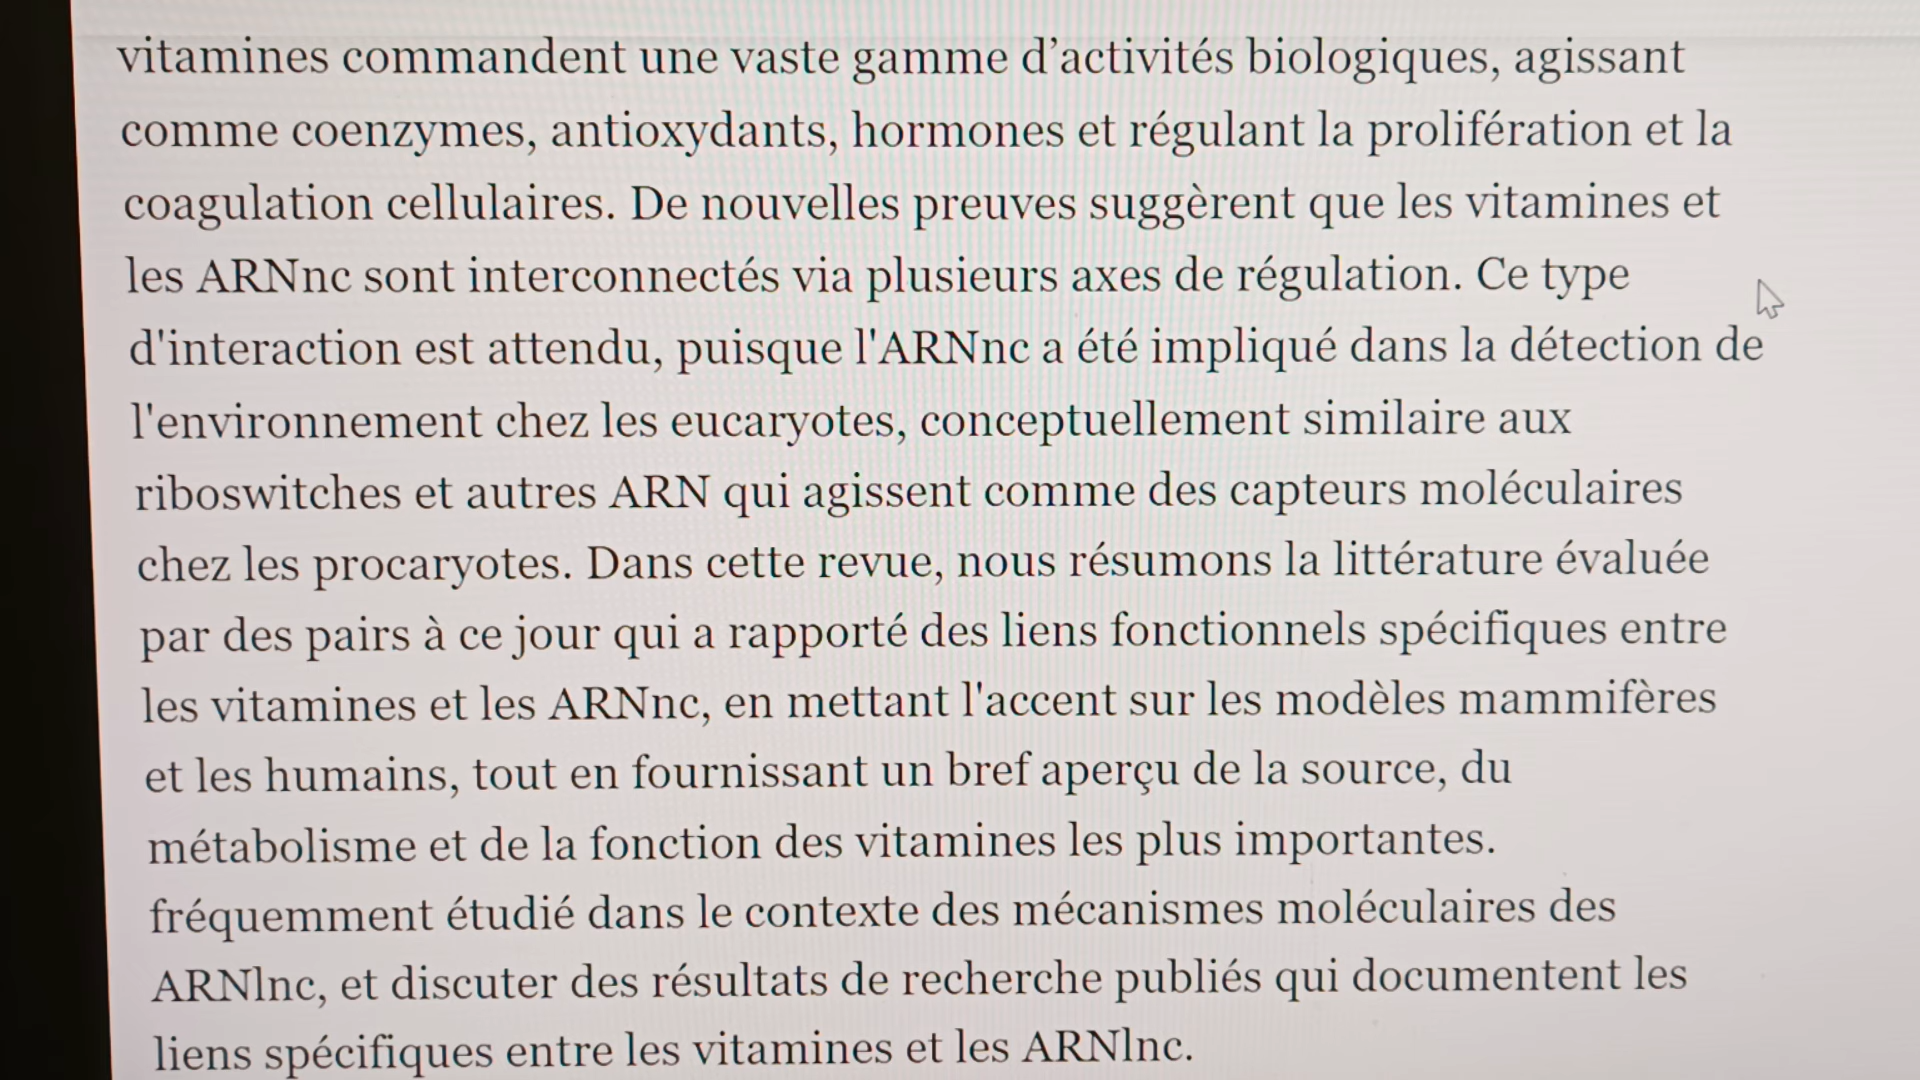 vitamines commandent une vaste gamme d’activités biologiques, agissant
comme coenzymes, antioxydants, hormones et régulant la prolifération et la
coagulation cellulaires. De nouvelles preuves suggèrent que les vitamines et
les ARNnc sont interconnectés via plusieurs axes de régulation. Ce type
d'interaction est attendu, puisque l'ARNnc a été impliqué dans la détection de
l'environnement chez les eucaryotes, conceptuellement similaire aux
riboswitches et autres ARN qui agissent comme des capteurs moléculaires
chez les procaryotes. Dans cette revue, nous résumons la littérature évaluée
par des pairs à ce jour qui a rapporté des liens fonctionnels spécifiques entre
les vitamines et les ARNnc, en mettant l'accent sur les modèles mammifères
et les humains, tout en fournissant un bref aperçu de la source, du
métabolisme et de la fonction des vitamines les plus importantes.
fréquemment étudié dans le contexte des mécanismes moléculaires des
ARNlnc, et discuter des résultats de recherche publiés qui documentent les
liens spécifiques entre les vitamines et les ARNlnc.